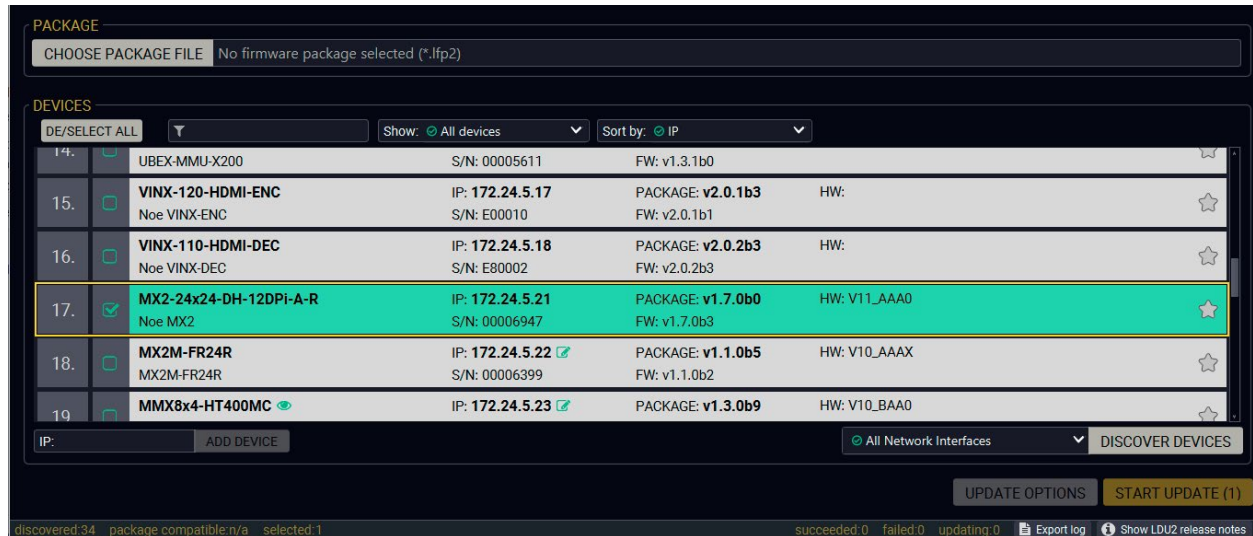 PACKAGE
CHOOSE PACKAGE FILE No firmware package selected (*.lfp2)
DEVICES
DE/SELECT ALL Show: All devices Sort by: IP
14. UBEX-MMU-X200 S/N: 00005611 FW: v1.3.1b0
VINX-120-HDMI-ENC IP: 172.24.5.17 PACKAGE: v2.0.1b3 HW:
15.
Noe VINX-ENC S/N: E00010 FW: v2.0.1b1
VINX-110-HDMI-DEC IP: 172.24.5.18 PACKAGE: v2.0.2b3 HW:
16.
Noe VINX-DEC S/N: E80002 FW: v2.0.2b3
MX2-24x24-DH-12DPi-A-R IP: 172.24.5.21 PACKAGE: v1.7.0b0 HW: V11_AAA0
17.
Noe MX2 S/N: 00006947 FW: v1.7.0b3
MX2M-FR24R IP: 172.24.5.22 PACKAGE: v1.1.0b5 HW: V10_AAAX
18.
MX2M-FR24R S/N: 00006399 FW: v1.1.0b2
MMX8x4-HT400MC IP: 172.24.5.23 PACKAGE: v1.3.0b9 HW: V10_BAA0
19
IP: ADD DEVICE All Network Interfaces DISCOVER DEVICES
UPDATE OPTIONS START UPDATE (1)
discovered:34 package compatible:n/a selected:1 succeeded:0 failed:0 updating:0 Export log Show LDU2 release notes